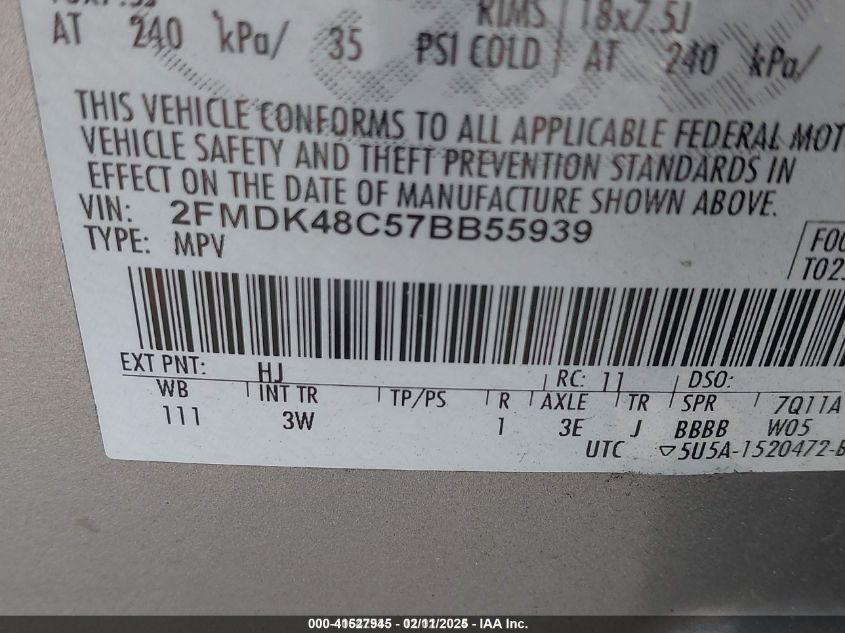 RIMS 18x7.5J
AT 240 kPa/ 35 PSI COLD AT 240 kPa/
THIS VEHICLE CONFORMS TO ALL APPLICABLE FEDERAL MOT
VEHICLE SAFETY AND THEFT PREVENTION STANDARDS IN
EFFECT ON THE DATE OF MANUFACTURE SHOWN ABOVE.
VIN: 2FMDK48C57BB55939
TYPE: MPV
FO
TO2
EXT PNT: HJ RC: 11 DSO:
WB INT TR TP/PS R AXLE TR SPR 7Q11A
111 3W 1 3E J BBBB W05
UTC ▽5U5A-1520472-B
000-41527945 - 02/11/2025 - IAA Inc.